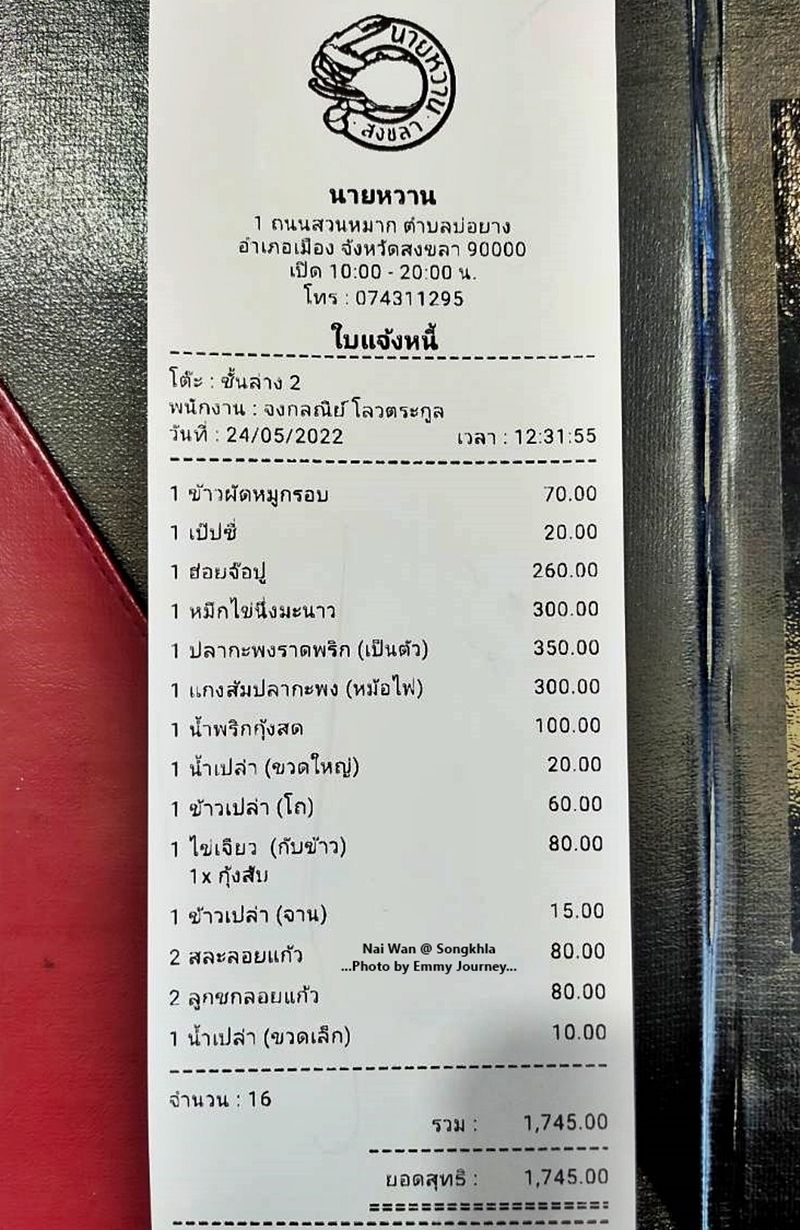 นายหวาน
สงขลา
นายหวาน
1 ถนนสวนหมาก ตำบลบ่อยาง
อำเภอเมือง จังหวัดสงขลา 90000
เปิด 10:00 - 20:00 น.
โทร : 074311295
ใบแจ้งหนี้
โต๊ะ : ชั้นล่าง 2
พนักงาน : จงกลณีย์ โลวตระกูล
วันที่ : 24/05/2022 เวลา : 12:31:55
1 ข้าวผัดหมูกรอบ 70.00
1 เป๊ปซี่ 20.00
1 ฮ่อยจ๊อปู 260.00
1 หมึกไข่นึ่งมะนาว 300.00
1 ปลากะพงราดพริก (เป็นตัว) 350.00
1 แกงส้มปลากะพง (หม้อไฟ) 300.00
1 น้ำพริกกุ้งสด 100.00
1 น้ำเปล่า (ขวดใหญ่) 20.00
1 ข้าวเปล่า (โถ) 60.00
1 ไข่เจียว (กับข้าว) 80.00
1x กุ้งสับ
1 ข้าวเปล่า (จาน) 15.00
2 สละลอยแก้ว 80.00
Nai Wan @ Songkhla
...Photo by Emmy Journey...
2 ลูกชกลอยแก้ว 80.00
1 น้ำเปล่า (ขวดเล็ก) 10.00
จำนวน : 16
รวม : 1,745.00
ยอดสุทธิ : 1,745.00